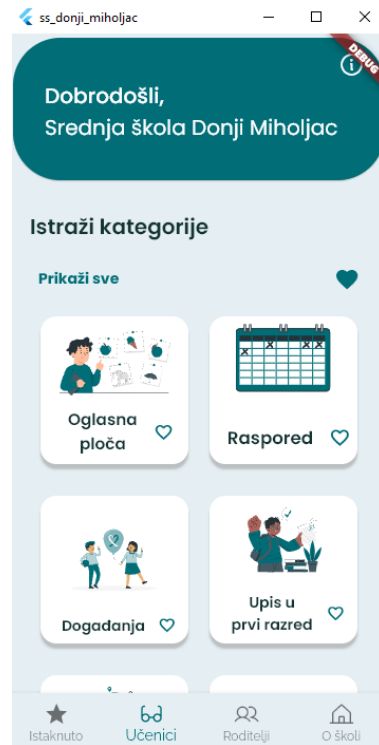 ss_donji_miholjac
DEBUG
Dobrodošli,
Srednja škola Donji Miholjac
Istraži kategorije
Prikaži sve
Oglasna
ploča
Raspored
Događanja
Upis u
prvi razred
Istaknuto
Učenici
Roditelji
O školi